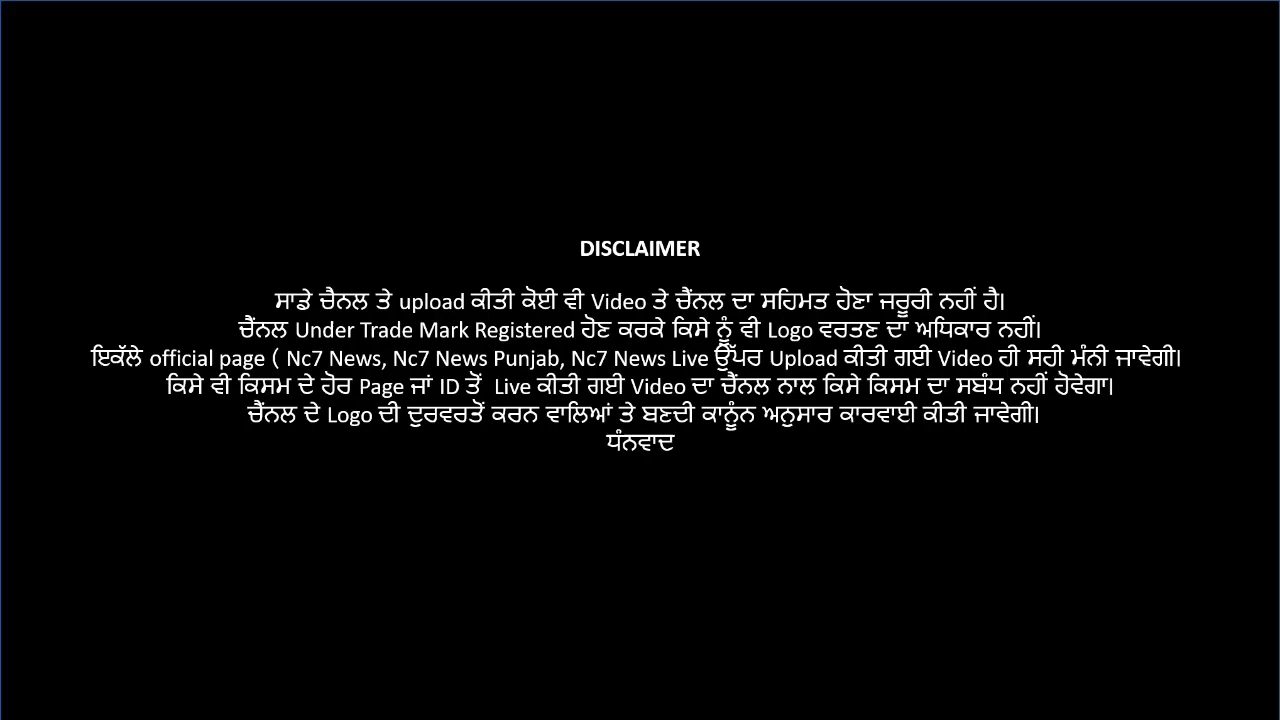 DISCLAIMER
ਸਾਡੇ ਚੈਨਲ ਤੇ upload ਕੀਤੀ ਕੋਈ ਵੀ Video ਤੇ ਚੈਂਨਲ ਦਾ ਸਹਿਮਤ ਹੋਣਾ ਜਰੂਰੀ ਨਹੀਂ ਹੈ।
ਚੈਂਨਲ Under Trade Mark Registered ਹੋਣ ਕਰਕੇ ਕਿਸੇ ਨੂੰ ਵੀ Logo ਵਰਤਣ ਦਾ ਅਧਿਕਾਰ ਨਹੀਂ।
ਇਕੱਲੇ official page ( Nc7 News, Nc7 News Punjab, Nc7 News Live ਉੱਪਰ Upload ਕੀਤੀ ਗਈ Video ਹੀ ਸਹੀ ਮੰਨੀ ਜਾਵੇਗੀ।
ਕਿਸੇ ਵੀ ਕਿਸਮ ਦੇ ਹੋਰ Page ਜਾਂ ID ਤੋਂ Live ਕੀਤੀ ਗਈ Video ਦਾ ਚੈਂਨਲ ਨਾਲ ਕਿਸੇ ਕਿਸਮ ਦਾ ਸਬੰਧ ਨਹੀਂ ਹੋਵੇਗਾ।
ਚੈਂਨਲ ਦੇ Logo ਦੀ ਦੁਰਵਰਤੋਂ ਕਰਨ ਵਾਲਿਆਂ ਤੇ ਬਣਦੀ ਕਾਨੂੰਨ ਅਨੁਸਾਰ ਕਾਰਵਾਈ ਕੀਤੀ ਜਾਵੇਗੀ।
ਧੰਨਵਾਦ